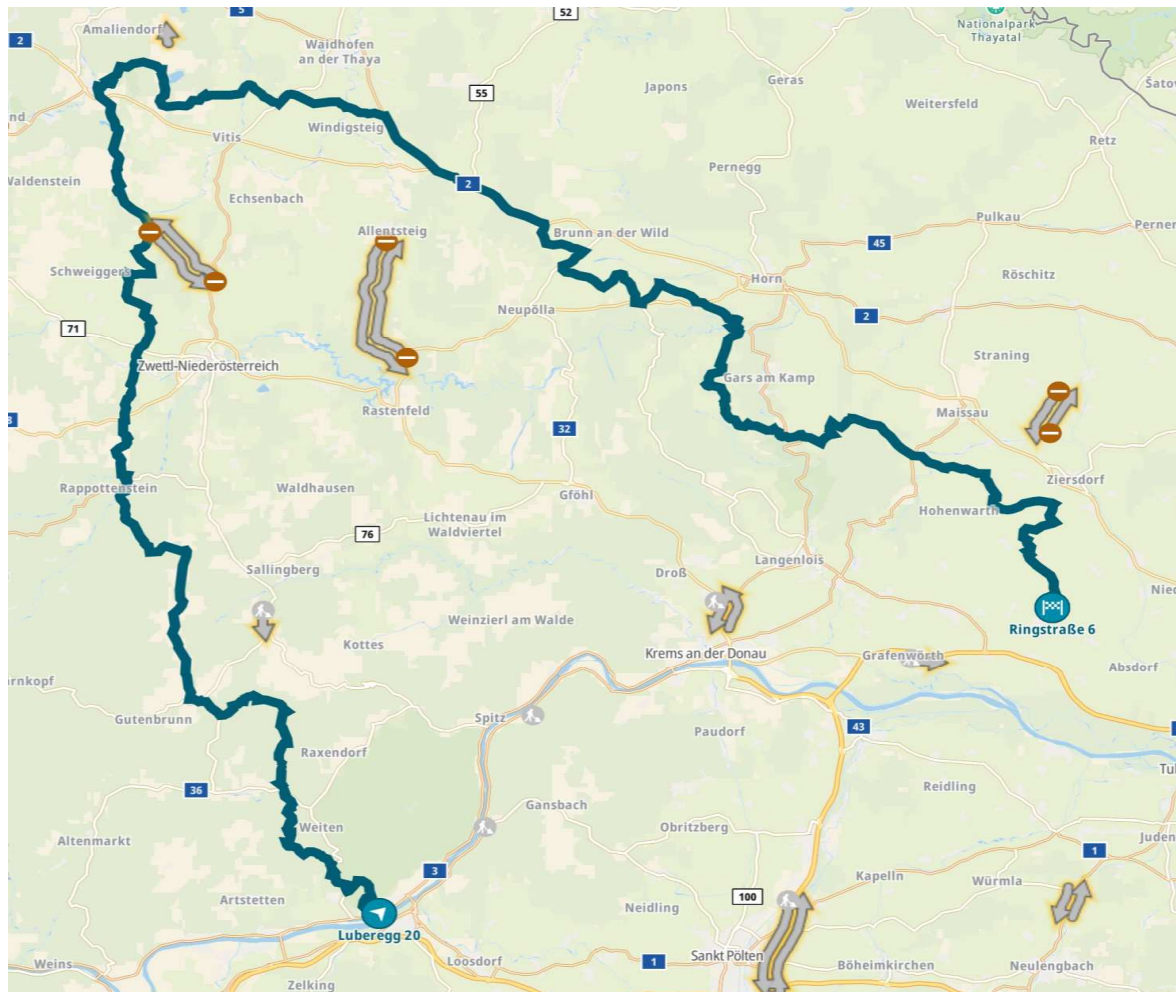 5
52
Nationalpark
Thayatal
Amaliendorf
2
Waidhofen
an der Thaya
Geras
Japons
55
Weitersfeld
Windigsteig
Vitis
Retz
Pernegg
Waldenstein
2
Echsenbach
Pulkau
Allentsteig
Brunn an der Wild
45
Schweiggers
Horn
Röschitz
Neupölla
2
71
Straning
Zwettl-Niederösterreich
Gars am Kamp
Rastenfeld
Maissau
32
Rappottenstein
Waldhausen
Gföhl
Ziersdorf
Lichtenau im
Waldviertel
Hohenwarth
76
Langenlois
Sallingberg
Droß
Weinzierl am Walde
Ringstraße 6
Kottes
Krems an der Donau
Grafenwörth
Absdorf
Gutenbrunn
Spitz
43
Paudorf
Raxendorf
36
Reidling
Gansbach
Weiten
Obritzberg
Altenmarkt
1
3
Kapelln
Würmla
Artstetten
100
Neidling
Luberegg 20
Sankt Pölten
Weins
Loosdorf
1
Böheimkirchen
Neulengbach
Zelking